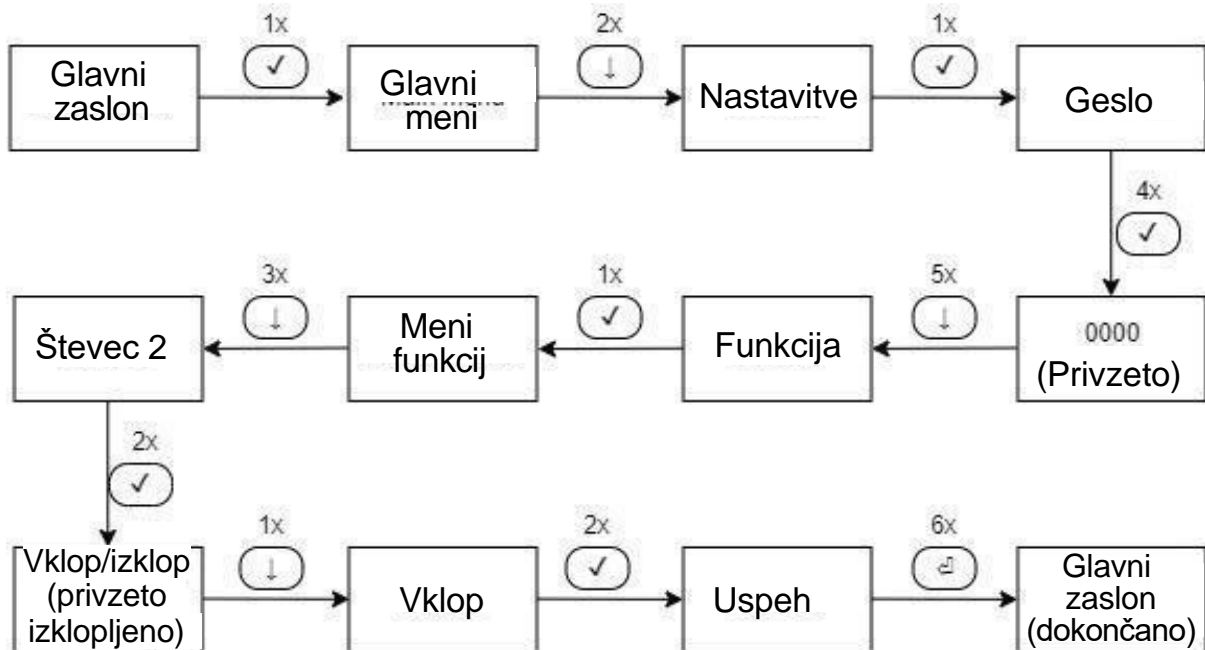 1x
✓
2x
↓
1x
✓
Glavni
zaslon
Glavni
meni
Nastavitve
Geslo
4x
✓
3x
↓
1x
✓
5x
↓
Števec 2
Meni
funkcij
Funkcija
0000
(Privzeto)
2x
✓
1x
↓
2x
✓
6x
⏎
Vklop/izklop
(privzeto
izklopljeno)
Vklop
Uspeh
Glavni
zaslon
(dokončano)